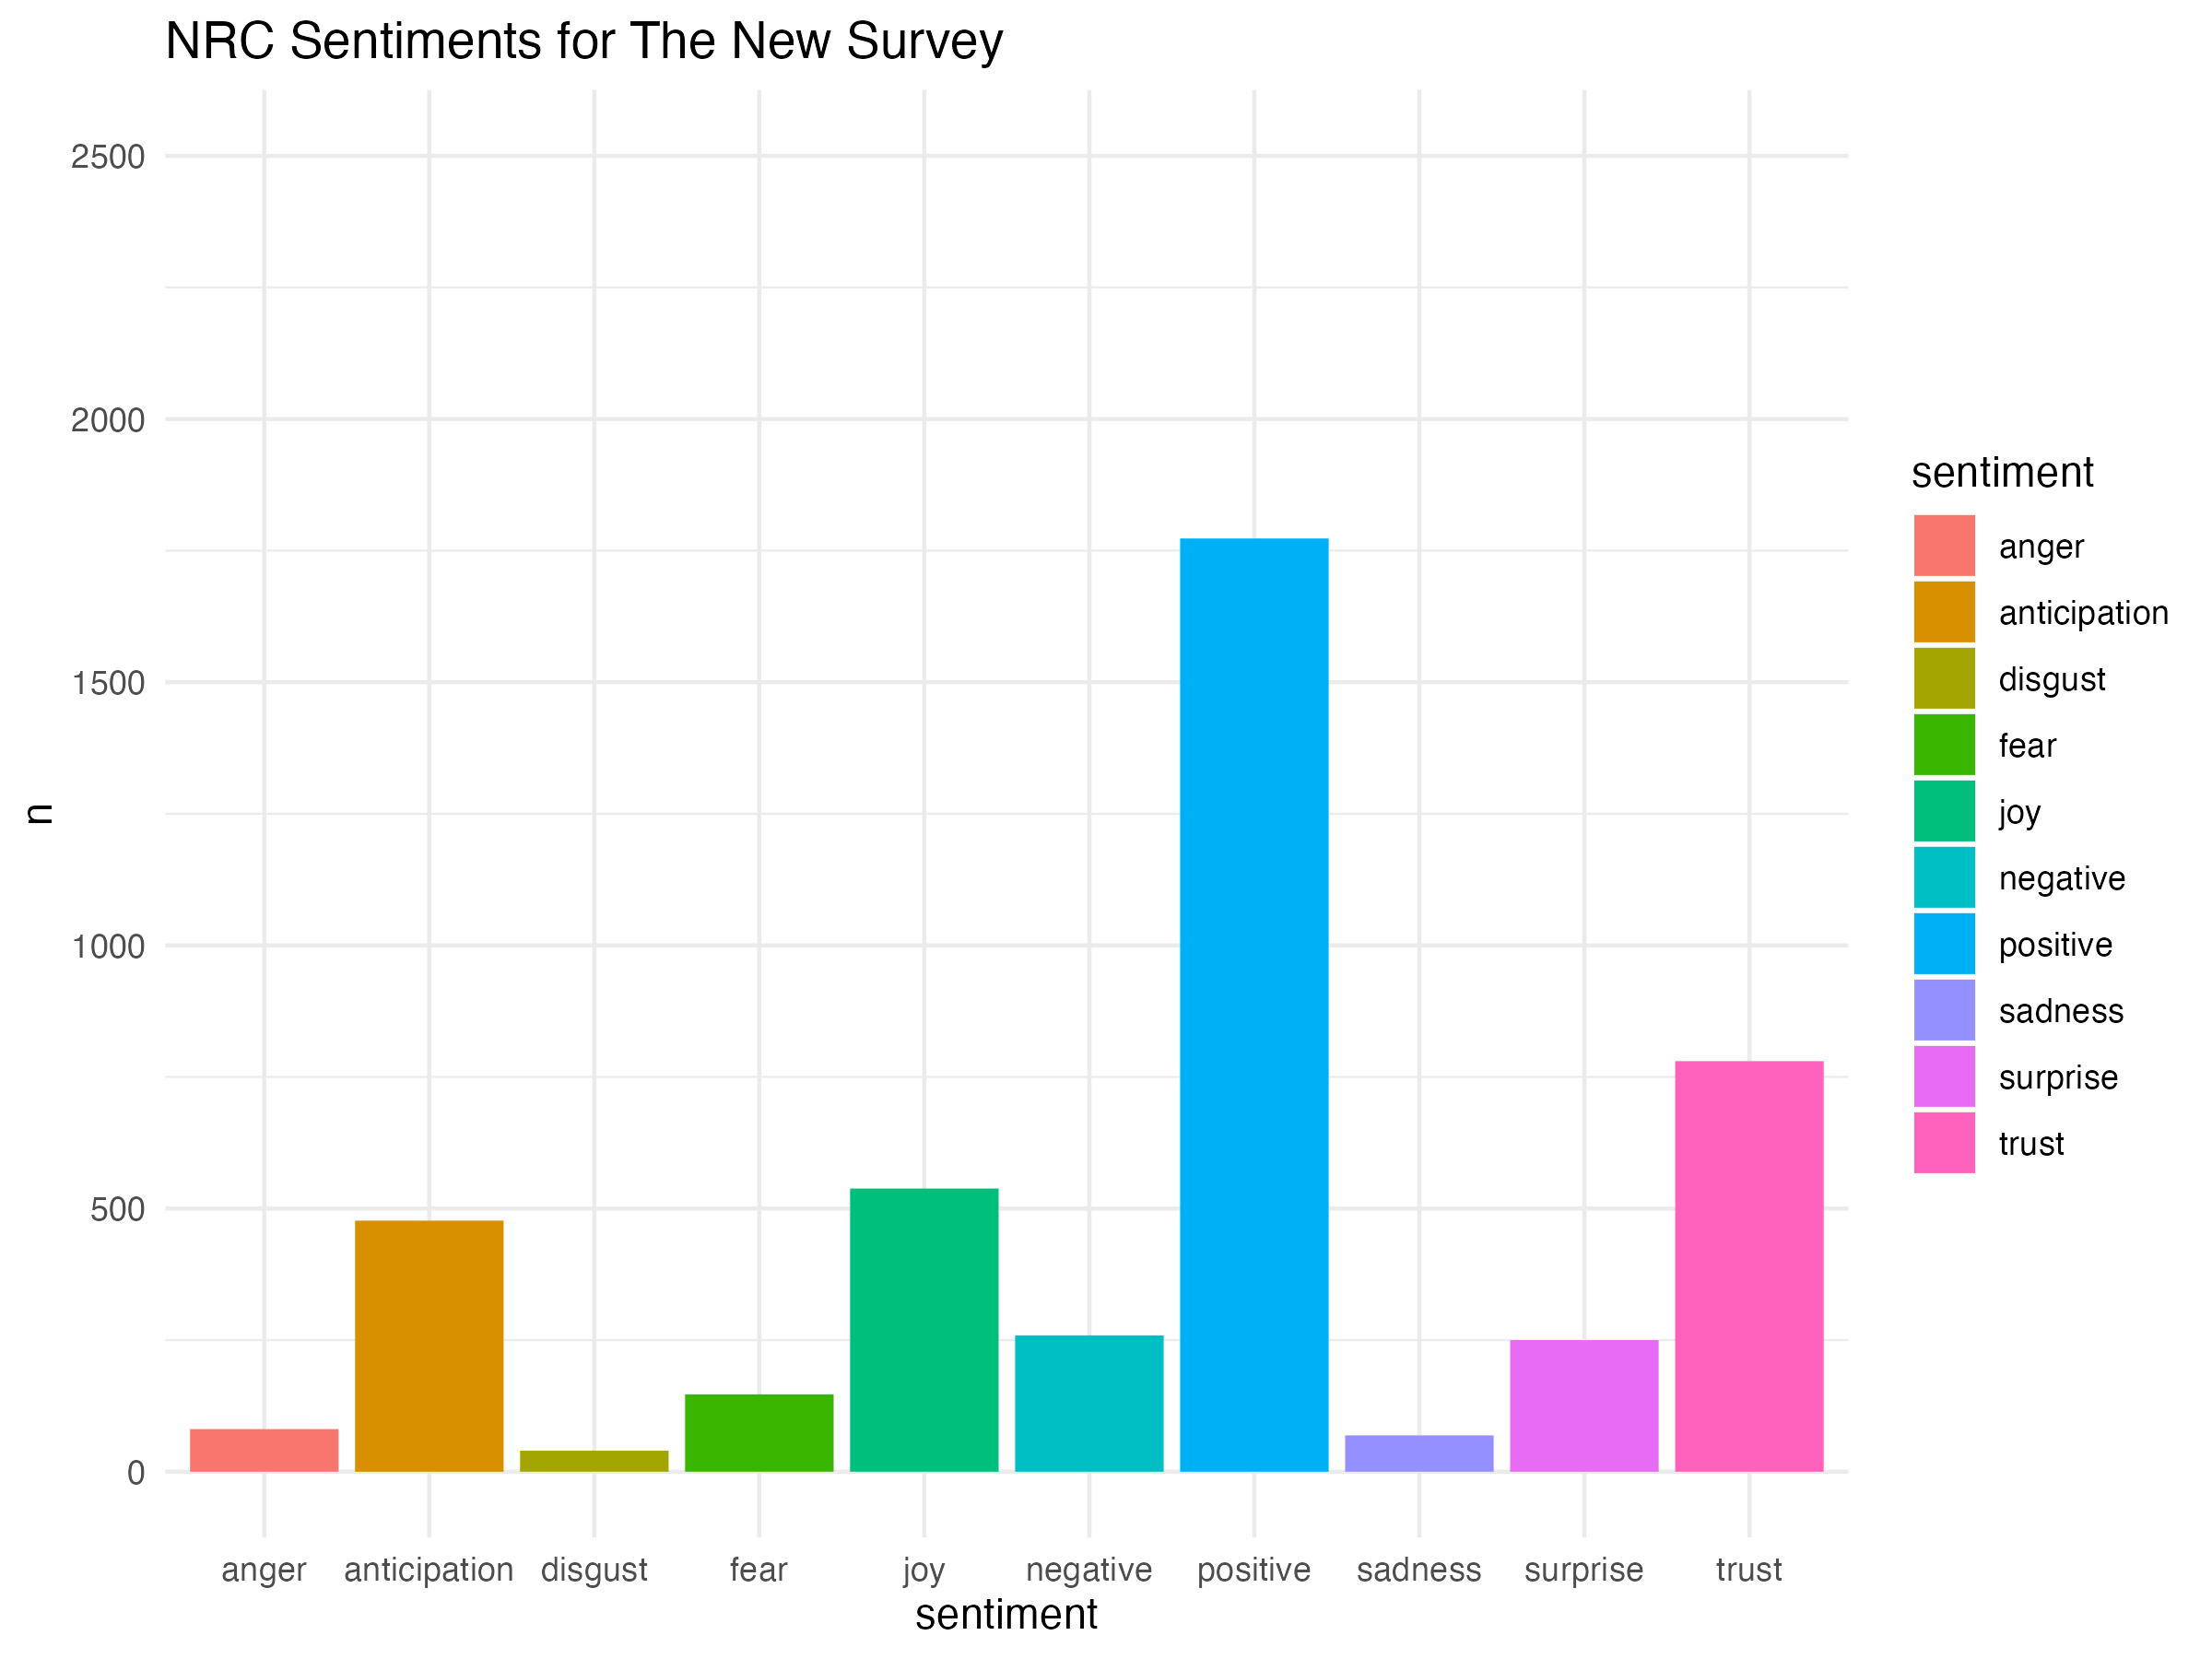 NRC Sentiments for The New Survey
2500
2000
1500
1000
500
0
n
anger anticipation disgust fear joy negative positive sadness surprise trust
sentiment
sentiment
anger
anticipation
disgust
fear
joy
negative
positive
sadness
surprise
trust